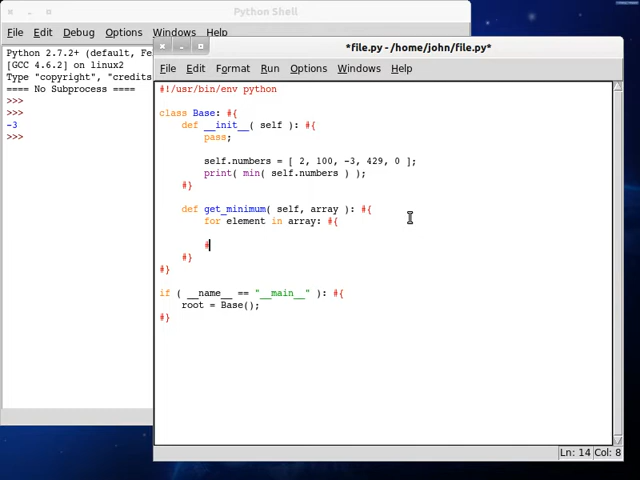 Python Shell
File Edit Debug Options Windows Help
Python 2.7.2+ (default, Fe
[GCC 4.6.2] on linux2
Type "copyright", "credits
==== No Subprocess ====
>>>
>>>
-3
>>>
*file.py - /home/john/file.py*
File Edit Format Run Options Windows Help
#!/usr/bin/env python
class Base: #{
def __init__( self ): #{
pass;
self.numbers = [ 2, 100, -3, 429, 0 ];
print( min( self.numbers ) );
#}
def get_minimum( self, array ): #{
for element in array: #{
#
#}
#}
if ( __name__ == "__main__" ): #{
root = Base();
#}
Ln: 14 Col: 8